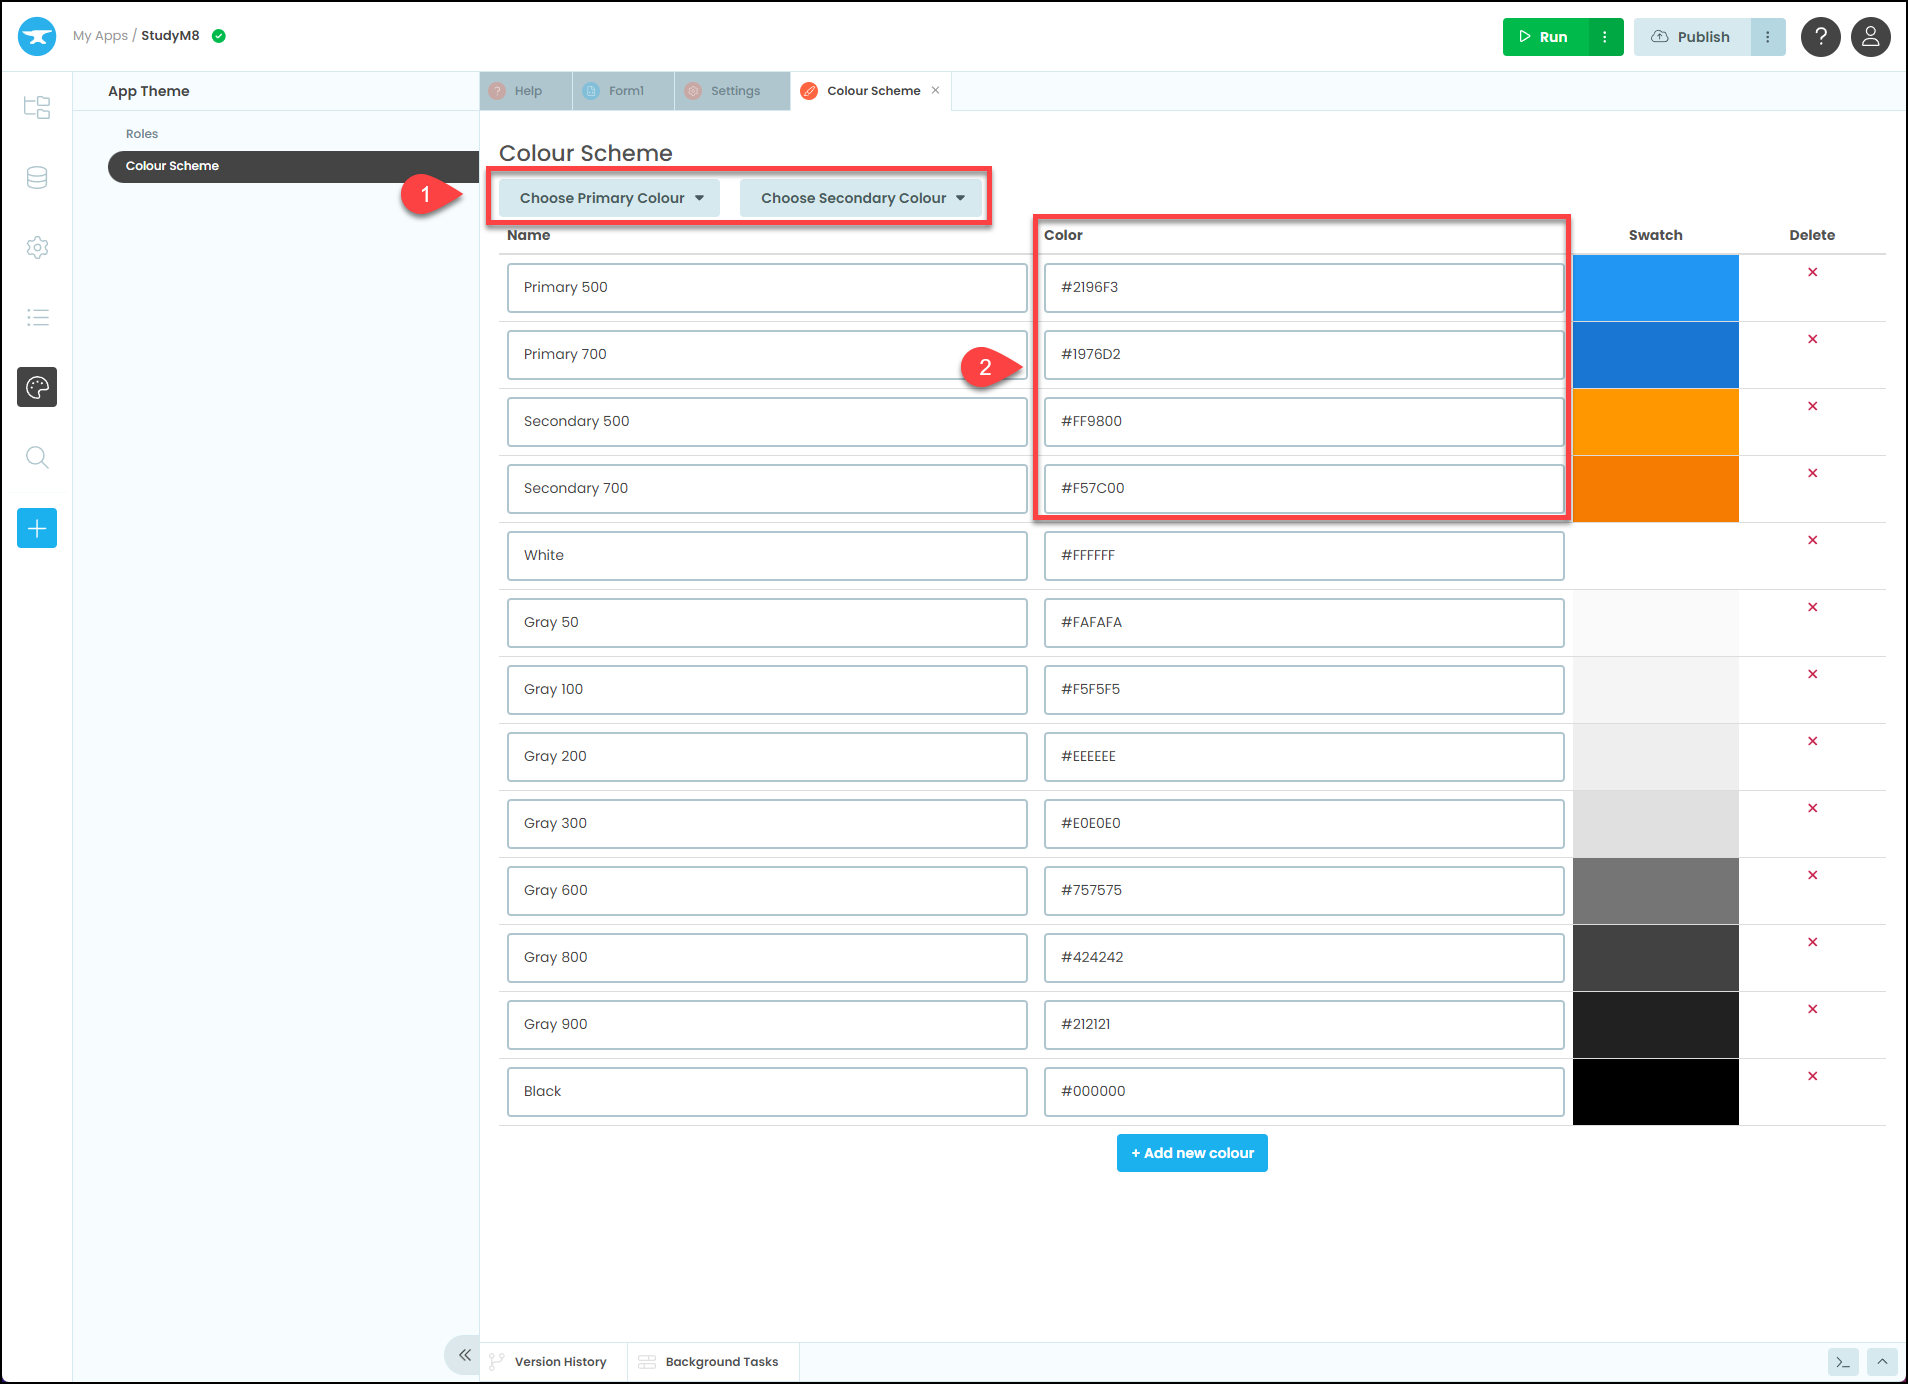 My Apps / StudyM8
Run
Publish
?
App Theme
Help
Form1
Settings
Colour Scheme
Roles
Colour Scheme
Colour Scheme
1
Choose Primary Colour
Choose Secondary Colour
Name
Color
Swatch
Delete
Primary 500
#2196F3
Primary 700
#1976D2
2
Secondary 500
#FF9800
Secondary 700
#F57C00
White
#FFFFFF
Gray 50
#FAFAFA
Gray 100
#F5F5F5
Gray 200
#EEEEEE
Gray 300
#E0E0E0
Gray 600
#757575
Gray 800
#424242
Gray 900
#212121
Black
#000000
+ Add new colour
Version History
Background Tasks